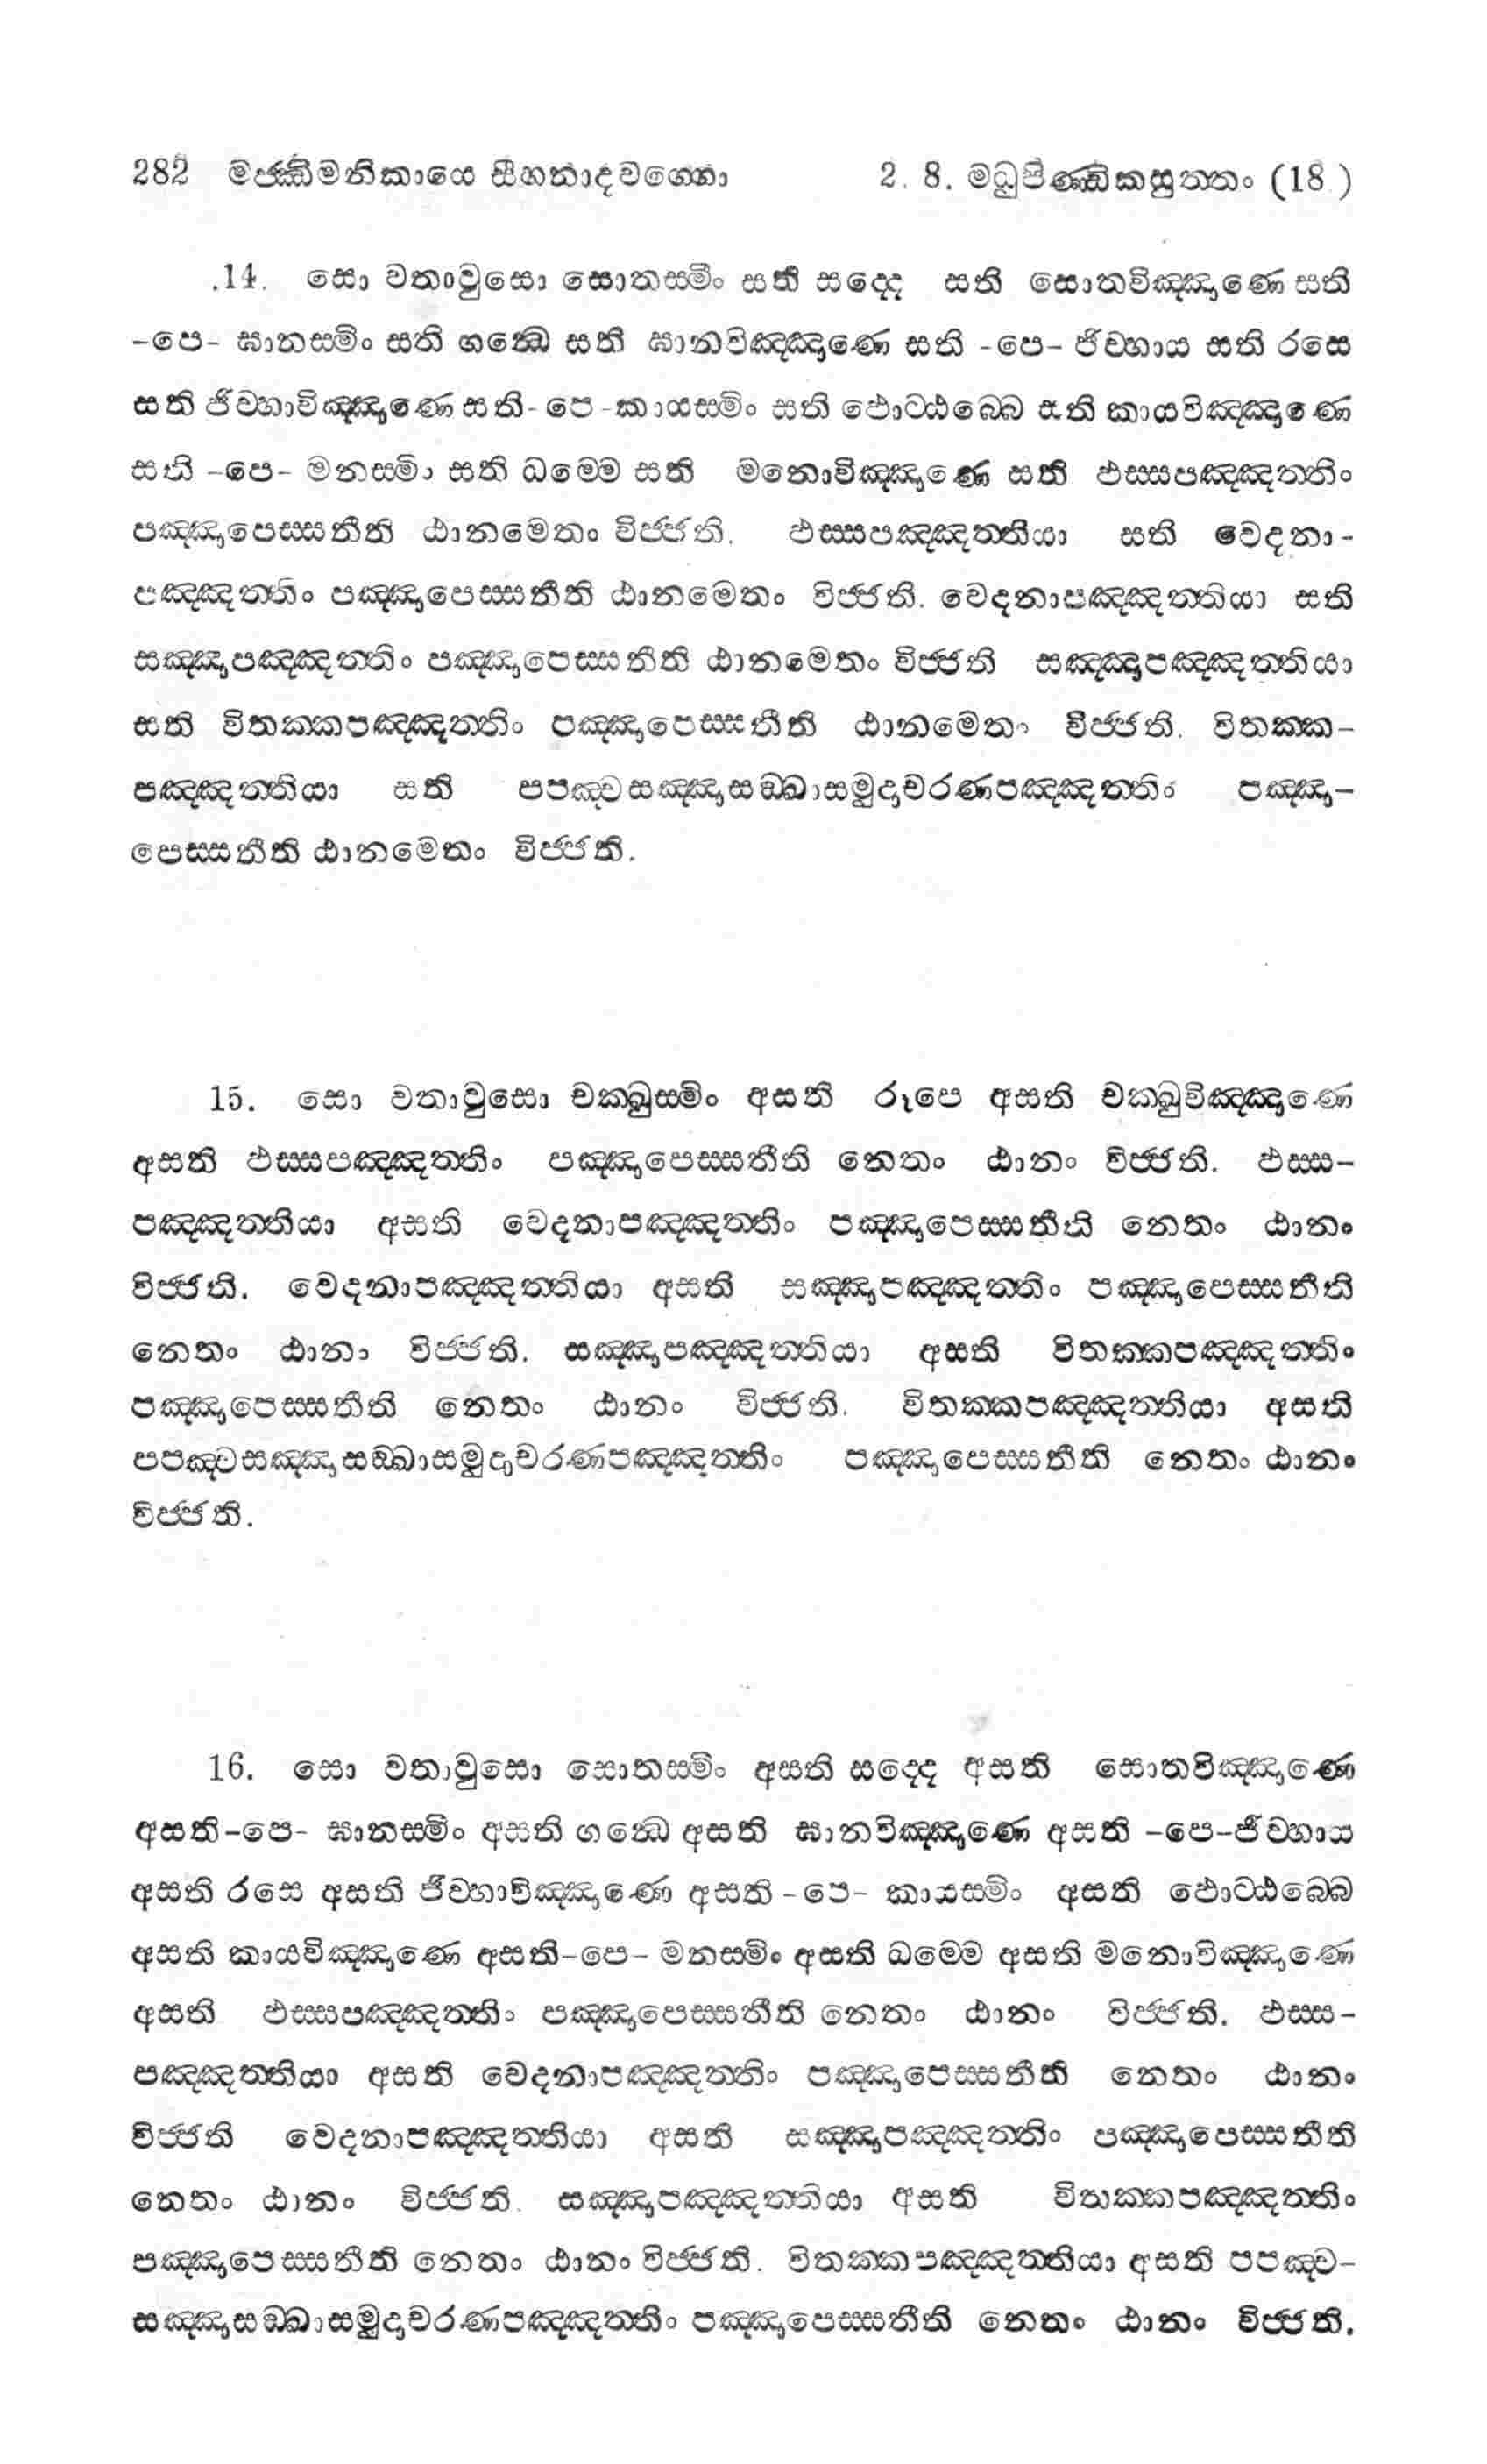 282 මජ්ඣිමනිකායෙ සීහනාදවග්ගො 2. 8. මධුපිණ්ඩිකසුත්තං (18)
14. සො වතාවුසො සොතස්මිං සති සද්දෙ සති සොතවිඤ්ඤාණෙ සති
-පෙ- ඝානස්මිං සති ගන්ධෙ සති ඝානවිඤ්ඤාණෙ සති -පෙ- ජිව්හාය සති රසෙ
සති ජිව්හාවිඤ්ඤාණෙ සති- පෙ -කායස්මිං සති ඵොට්ඨබ්බෙ සති කායවිඤ්ඤාණෙ
සති -පෙ- මනස්මිං සති ධම්මෙ සති මනොවිඤ්ඤාණෙ සති ඵස්සපඤ්ඤත්තිං
පඤ්ඤාපෙස්සතීති ඨානමෙතං විජ්ජති. ඵස්සපඤ්ඤත්තියා සති වෙදනා-
පඤ්ඤත්තිං පඤ්ඤාපෙස්සතීති ඨානමෙතං විජ්ජති. වෙදනාපඤ්ඤත්තියා සති
සඤ්ඤාපඤ්ඤත්තිං පඤ්ඤාපෙස්සතීති ඨානමෙතං විජ්ජති සඤ්ඤාපඤ්ඤත්තියා
සති විතක්කපඤ්ඤත්තිං පඤ්ඤාපෙස්සතීති ඨානමෙතං විජ්ජති. විතක්ක-
පඤ්ඤත්තියා සති පපඤ්චසඤ්ඤාසඞ්ඛාසමුදාචරණපඤ්ඤත්තිං පඤ්ඤා-
පෙස්සතීති ඨානමෙතං විජ්ජති.
15. සො වතාවුසො චක්ඛුස්මිං අසති රූපෙ අසති චක්ඛුවිඤ්ඤාණෙ
අසති ඵස්සපඤ්ඤත්තිං පඤ්ඤාපෙස්සතීති නෙතං ඨානං විජ්ජති. ඵස්ස-
පඤ්ඤත්තියා අසති වෙදනාපඤ්ඤත්තිං පඤ්ඤාපෙස්සතීති නෙතං ඨානං
විජ්ජති. වෙදනාපඤ්ඤත්තියා අසති සඤ්ඤාපඤ්ඤත්තිං පඤ්ඤාපෙස්සතීති
නෙතං ඨානං විජ්ජති. සඤ්ඤාපඤ්ඤත්තියා අසති විතක්කපඤ්ඤත්තිං
පඤ්ඤාපෙස්සතීති නෙතං ඨානං විජ්ජති. විතක්කපඤ්ඤත්තියා අසති
පපඤ්චසඤ්ඤාසඞ්ඛාසමුදාචරණපඤ්ඤත්තිං පඤ්ඤාපෙස්සතීති නෙතං ඨානං
විජ්ජති.
16. සො වතාවුසො සොතස්මිං අසති සද්දෙ අසති සොතවිඤ්ඤාණෙ
අසති-පෙ- ඝානස්මිං අසති ගන්ධෙ අසති ඝානවිඤ්ඤාණෙ අසති -පෙ-ජිව්හාය
අසති රසෙ අසති ජිව්හාවිඤ්ඤාණෙ අසති -පෙ- කායස්මිං අසති ඵොට්ඨබ්බෙ
අසති කායවිඤ්ඤාණෙ අසති-පෙ- මනස්මිං අසති ධම්මෙ අසති මනොවිඤ්ඤාණෙ
අසති ඵස්සපඤ්ඤත්තිං පඤ්ඤාපෙස්සතීති නෙතං ඨානං විජ්ජති. ඵස්ස-
පඤ්ඤත්තියා අසති වෙදනාපඤ්ඤත්තිං පඤ්ඤාපෙස්සතීති නෙතං ඨානං
විජ්ජති වෙදනාපඤ්ඤත්තියා අසති සඤ්ඤාපඤ්ඤත්තිං පඤ්ඤාපෙස්සතීති
නෙතං ඨානං විජ්ජති. සඤ්ඤාපඤ්ඤත්තියා අසති විතක්කපඤ්ඤත්තිං
පඤ්ඤාපෙස්සතීති නෙතං ඨානං විජ්ජති. විතක්කපඤ්ඤත්තියා අසති පපඤ්ච-
සඤ්ඤාසඞ්ඛාසමුදාචරණපඤ්ඤත්තිං පඤ්ඤාපෙස්සතීති නෙතං ඨානං විජ්ජති.